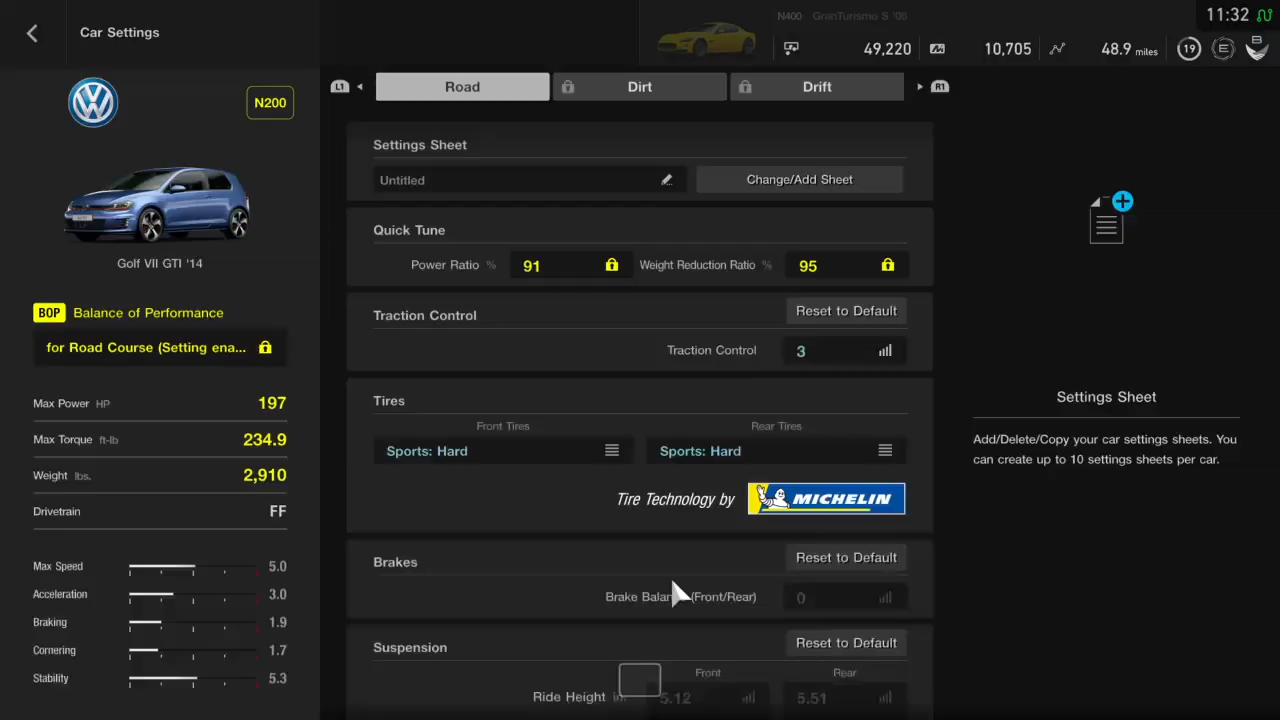 Car Settings
N400 GranTurismo S '08
11:32
49,220
10,705
48.9 miles
19
E
B
N200
L1
Road
Dirt
Drift
R1
Settings Sheet
Untitled
Change/Add Sheet
Quick Tune
Power Ratio %
91
Weight Reduction Ratio %
95
Golf VII GTI '14
BOP Balance of Performance
for Road Course (Setting ena...
Traction Control
Reset to Default
Traction Control
3
Max Power HP 197
Max Torque ft-lb 234.9
Weight lbs. 2,910
Drivetrain FF
Max Speed 5.0
Acceleration 3.0
Braking 1.9
Cornering 1.7
Stability 5.3
Tires
Front Tires
Rear Tires
Sports: Hard
Sports: Hard
Tire Technology by
MICHELIN
Brakes
Reset to Default
(Front/Rear)
0
Suspension
Reset to Default
Front
Rear
Ride Height
5.12
5.51
Settings Sheet
Add/Delete/Copy your car settings sheets. You
can create up to 10 settings sheets per car.